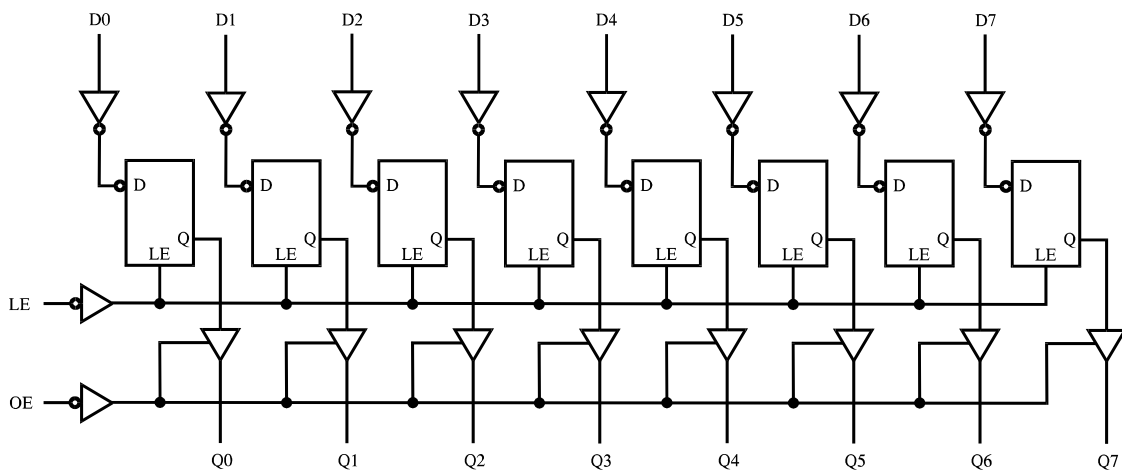 D0 D1 D2 D3 D4 D5 D6 D7
D D D D D D D D
Q Q Q Q Q Q Q Q
LE LE LE LE LE LE LE LE
LE
OE
Q0 Q1 Q2 Q3 Q4 Q5 Q6 Q7